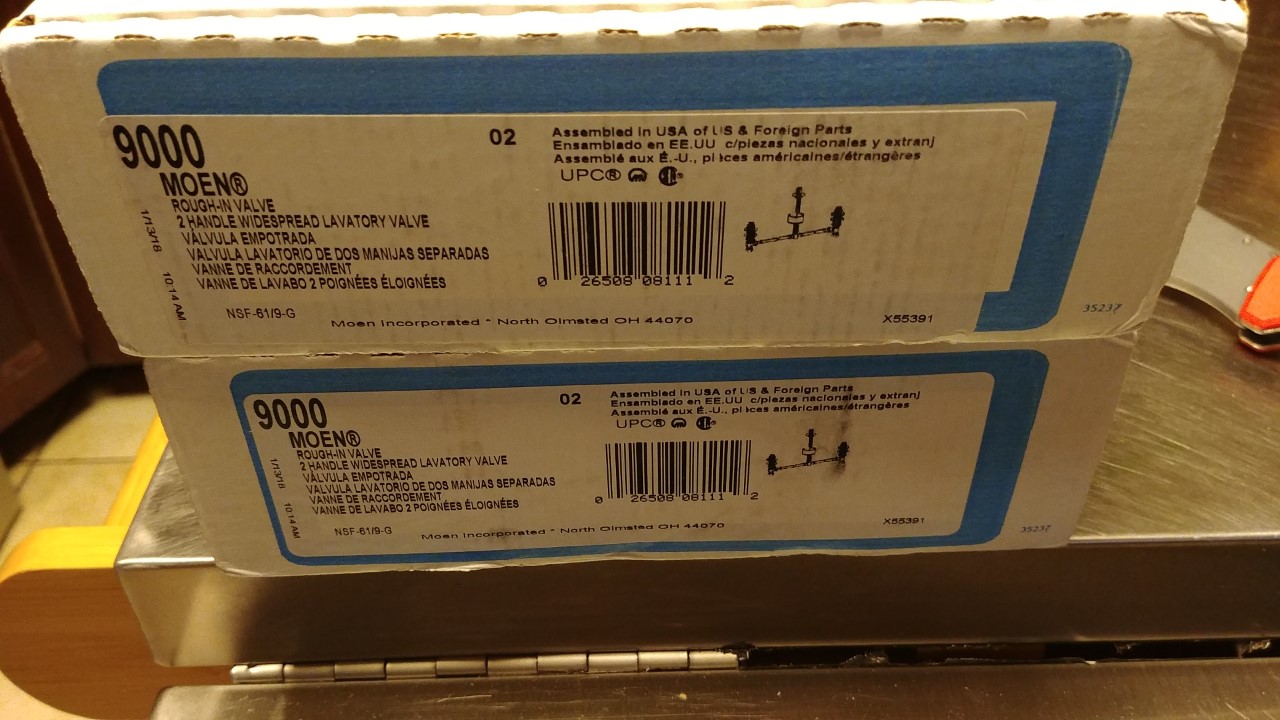 9000
02
MOEN®
ROUGH-IN VALVE
2 HANDLE WIDESPREAD LAVATORY VALVE
VÁLVULA EMPOTRADA
VALVULA LAVATORIO DE DOS MANIJAS SEPARADAS
VANNE DE RACCORDEMENT
VANNE DE LAVABO 2 POIGNÉES ÉLOIGNÉES
1/13/16 10:14 AM
NSF-61/9-G
Assembled in USA of US & Foreign Parts
Ensamblado en EE.UU c/piezas nacionales y extranj
Assemblé aux É.-U., pièces américaines/étrangères
UPC®
0 26508 08111 2
Moen Incorporated * North Olmsted OH 44070
X55391
35237
9000
02
MOEN®
ROUGH-IN VALVE
2 HANDLE WIDESPREAD LAVATORY VALVE
VÁLVULA EMPOTRADA
VALVULA LAVATORIO DE DOS MANIJAS SEPARADAS
VANNE DE RACCORDEMENT
VANNE DE LAVABO 2 POIGNÉES ÉLOIGNÉES
1/13/16 10:14 AM
NSF-61/9-G
Assembled in USA of US & Foreign Parts
Ensamblado en EE.UU c/piezas nacionales y extranj
Assemblé aux É.-U., pièces américaines/étrangères
UPC®
0 26508 08111 2
Moen Incorporated * North Olmsted OH 44070
X55391
35237